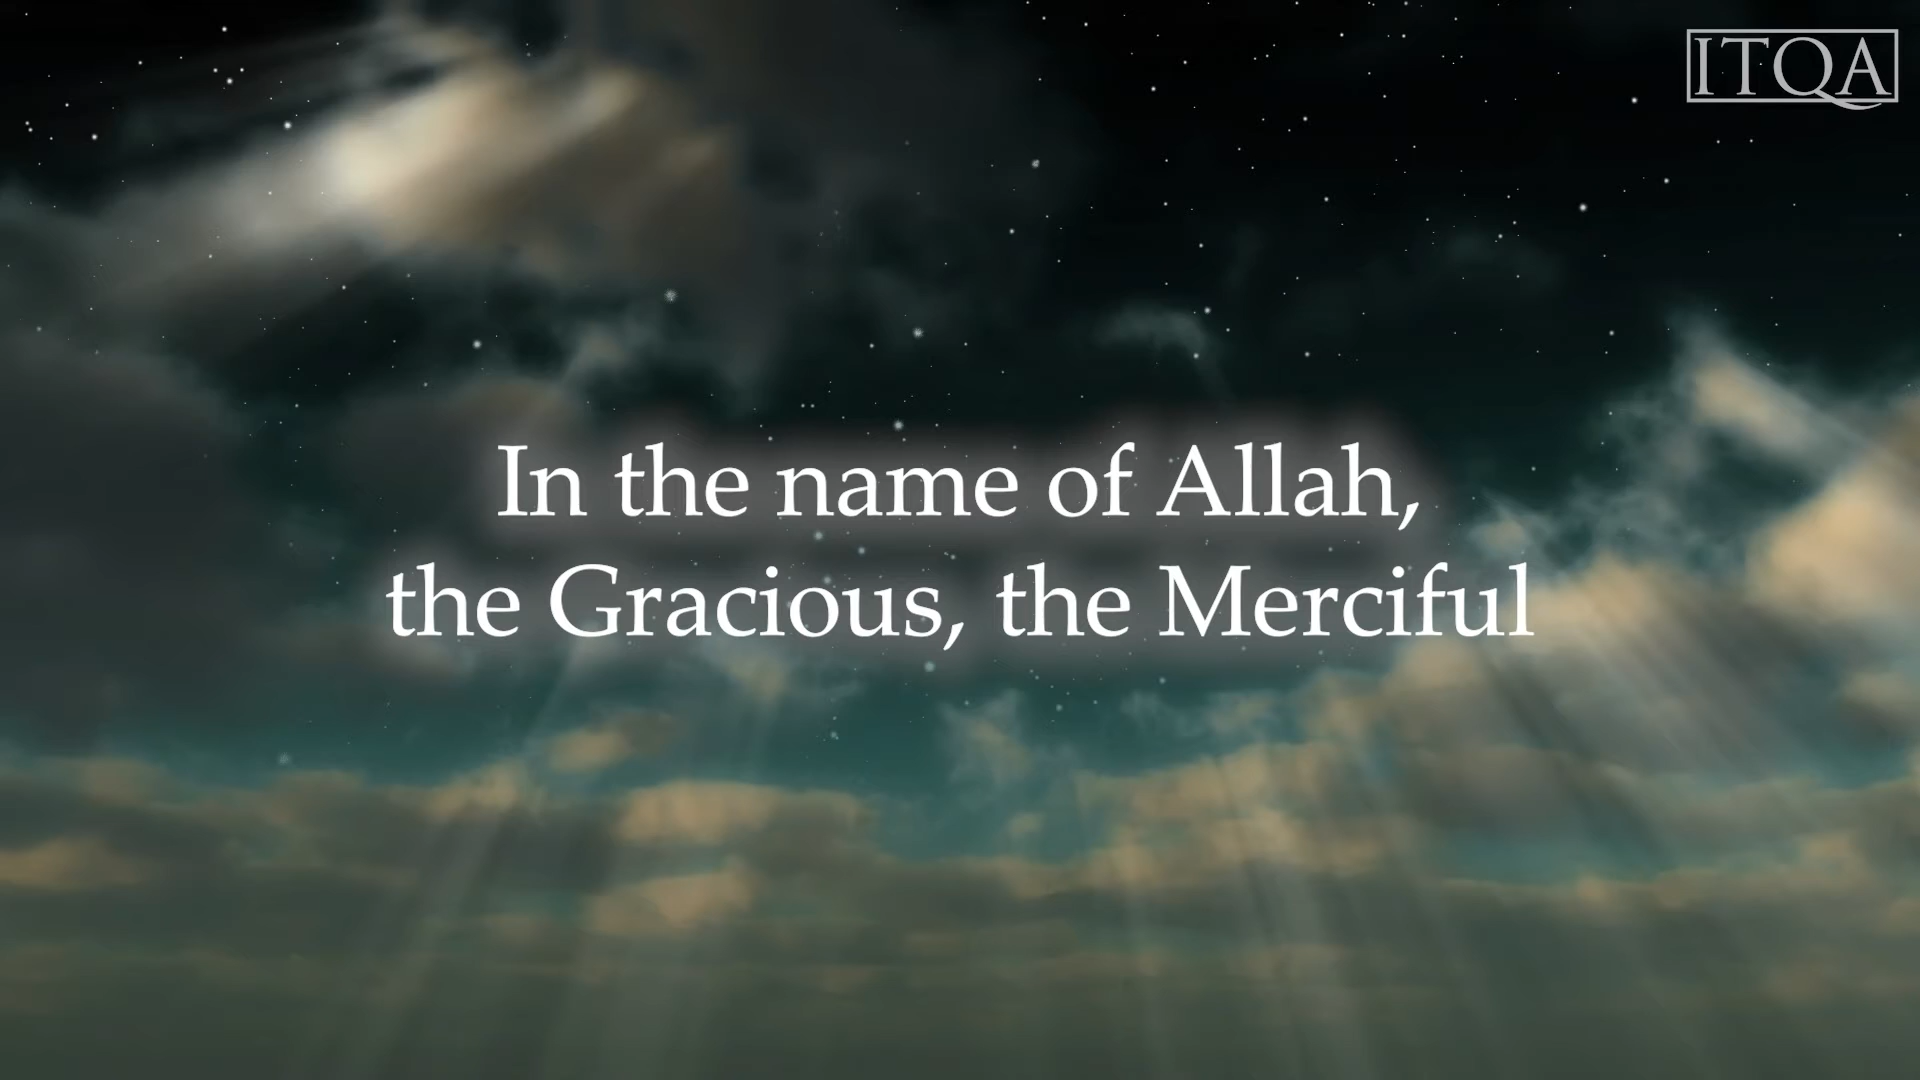 ITQA
In the name of Allah,
the Gracious, the Merciful